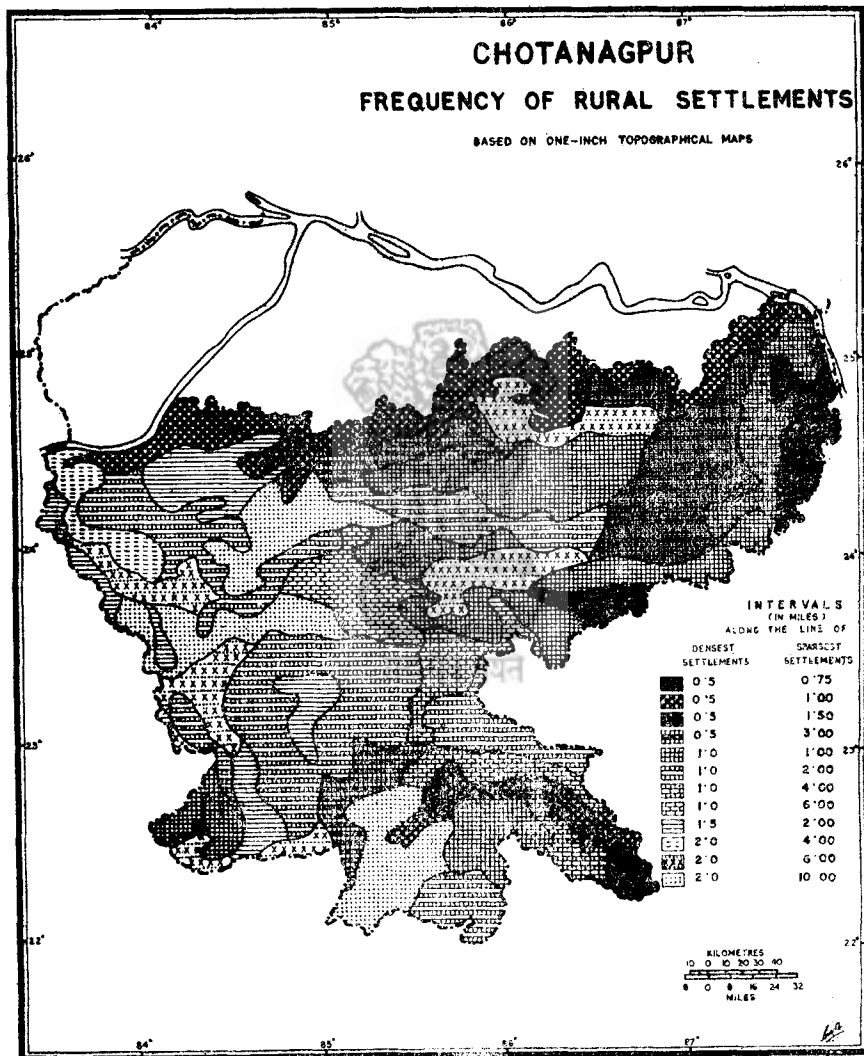 84° 85° 86° 87°
CHOTANAGPUR
FREQUENCY OF RURAL SETTLEMENTS
BASED ON ONE-INCH TOPOGRAPHICAL MAPS
26° 26°
25° 25°
24° 24°
INTERVALS
(IN MILES)
ALONG THE LINE OF
DENSEST SPARSEST
SETTLEMENTS SETTLEMENTS
0·5 0·75
0·5 1·00
0·5 1·50
0·5 3·00
1·0 1·00
1·0 2·00
1·0 4·00
1·0 6·00
1·5 2·00
2·0 4·00
2·0 6·00
2·0 10·00
23° 23°
22° 22°
KILOMETRES
10 0 10 20 30 40
8 0 8 16 24 32
MILES
84° 85° 86° 87°